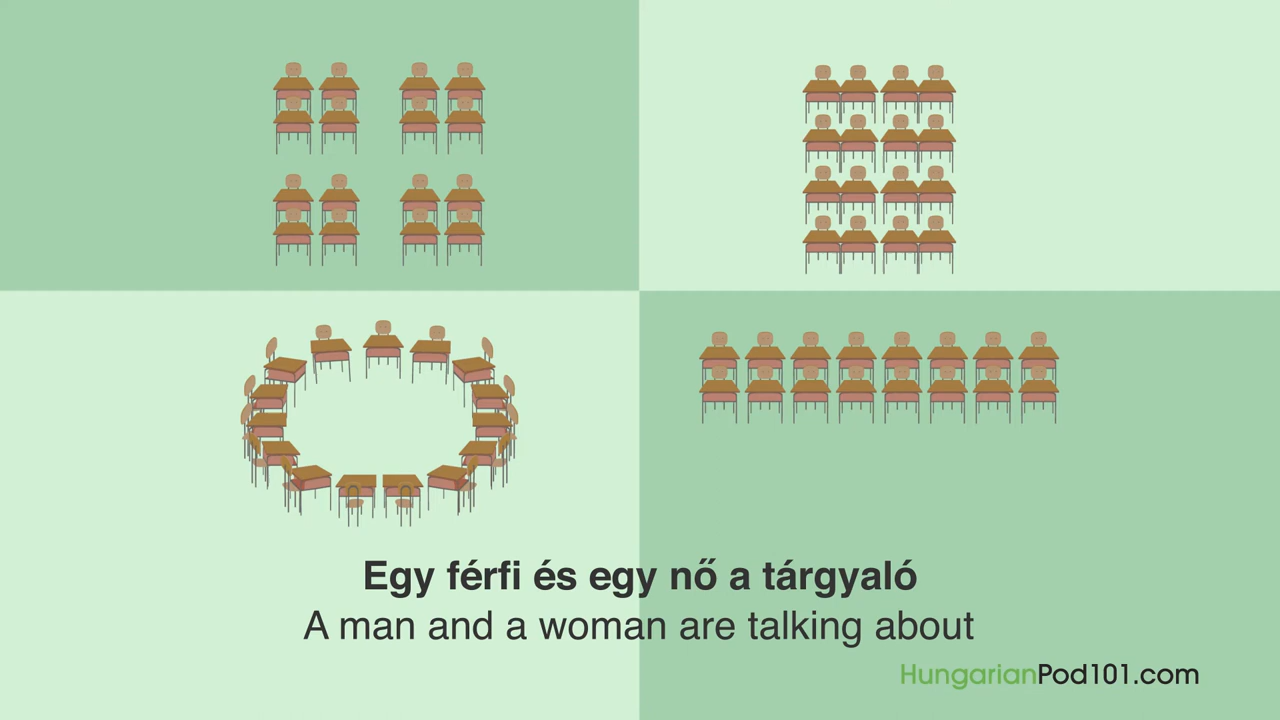 Egy férfi és egy nő a tárgyaló
A man and a woman are talking about
HungarianPod101.com